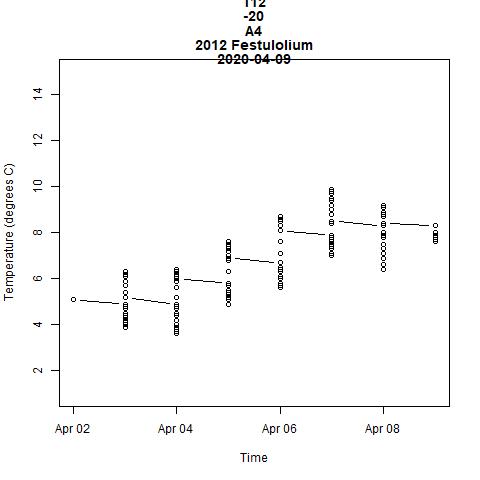 T12
-20
A4
2012 Festulolium
2020-04-09
14
12
10
8
6
4
2
Temperature (degrees C)
Apr 02
Apr 04
Apr 06
Apr 08
Time